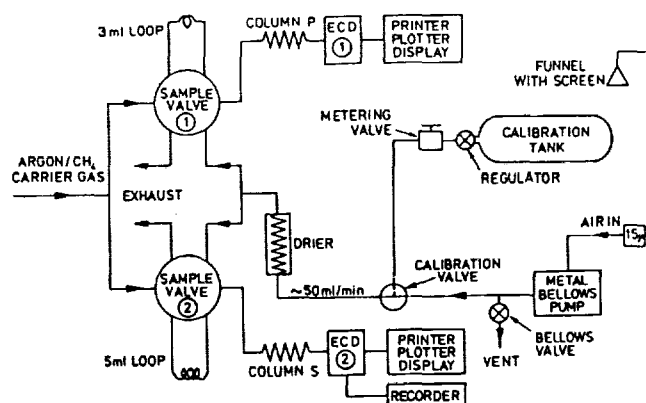 3ml LOOP
COLUMN P
ECD
1
PRINTER
PLOTTER
DISPLAY
SAMPLE
VALVE
1
FUNNEL
WITH SCREEN
METERING
VALVE
CALIBRATION
TANK
REGULATOR
ARGON/CH4
CARRIER GAS
EXHAUST
DRIER
AIR IN
15μ
CALIBRATION
VALVE
~50ml/min
METAL
BELLOWS
PUMP
SAMPLE
VALVE
2
BELLOWS
VALVE
VENT
5ml LOOP
COLUMN S
ECD
2
PRINTER
PLOTTER
DISPLAY
RECORDER